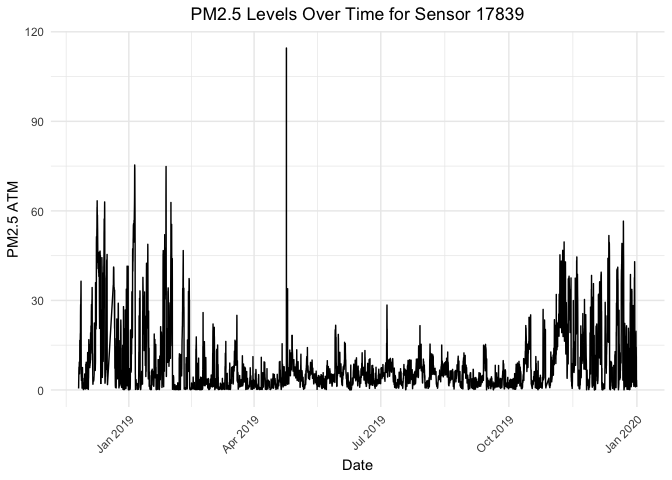 PM2.5 Levels Over Time for Sensor 17839
120
90
60
30
0
PM2.5 ATM
Jan 2019
Apr 2019
Jul 2019
Oct 2019
Jan 2020
Date